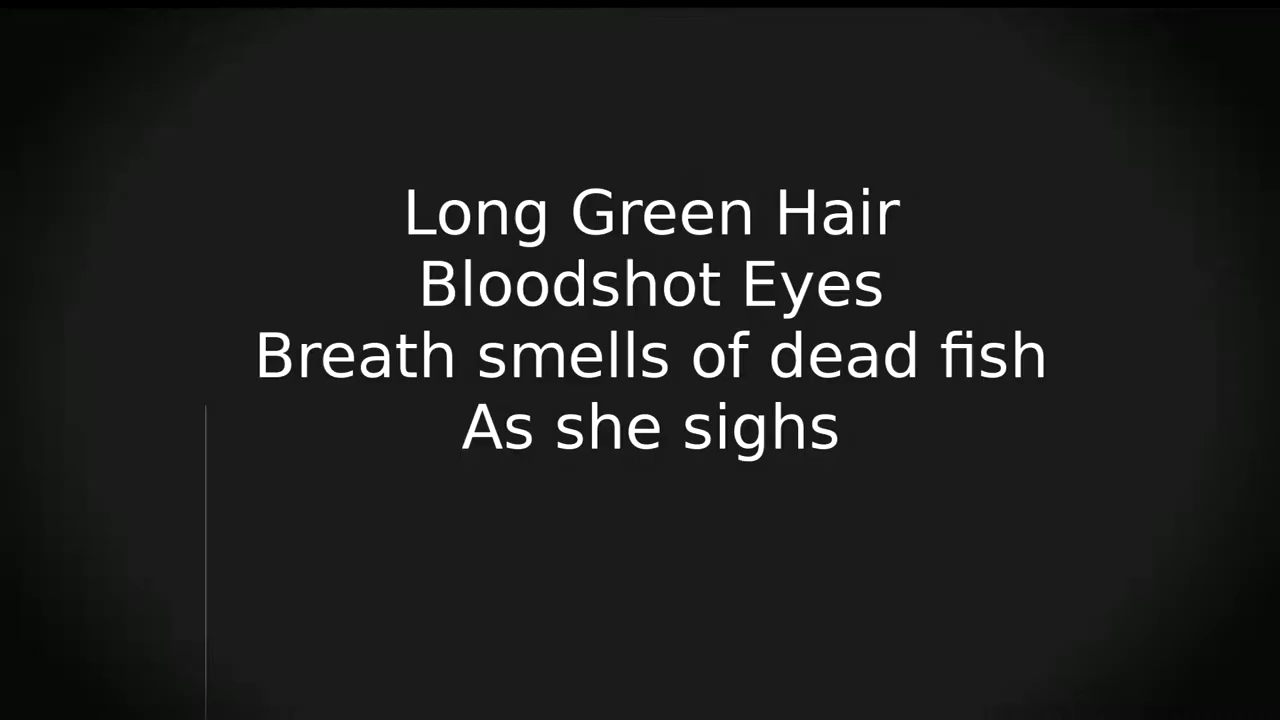 Long Green Hair
Bloodshot Eyes
Breath smells of dead fish
As she sighs